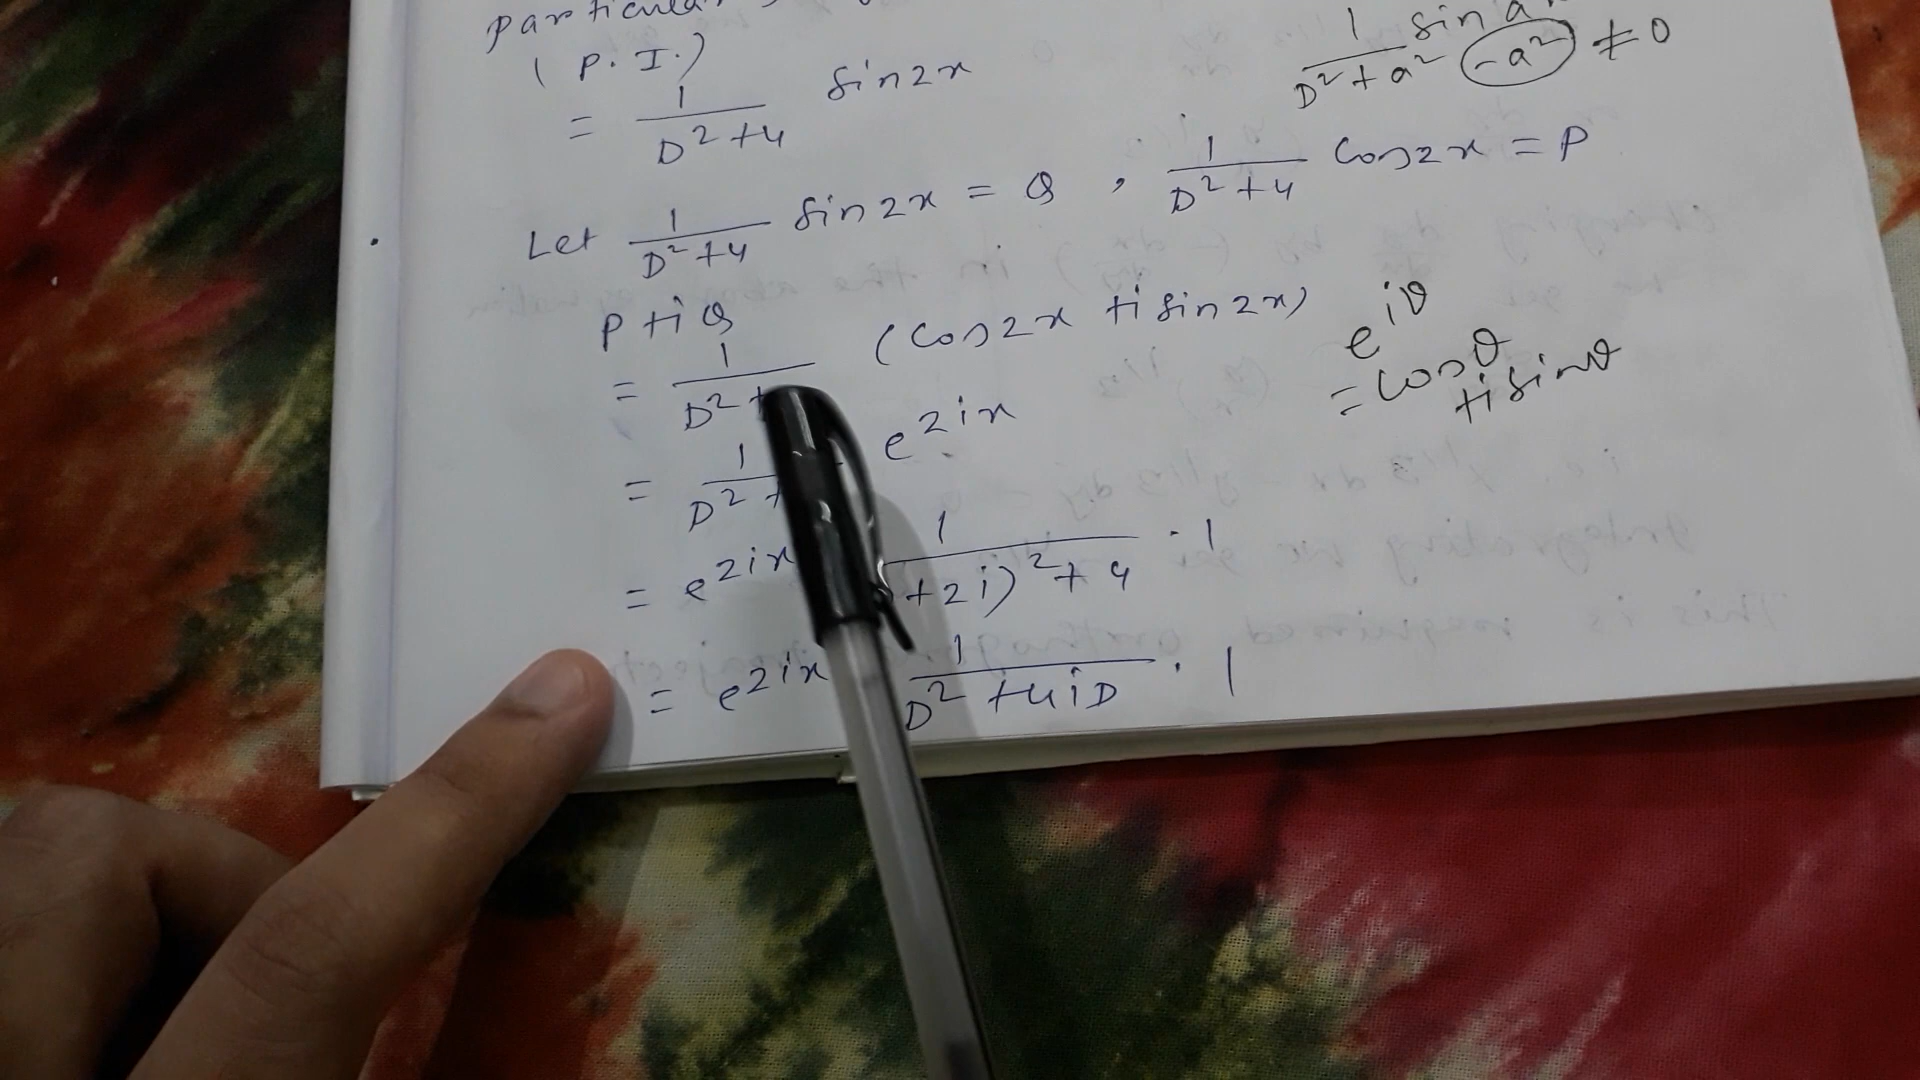 particular
(P.I.)
= 1/(D² + 4) sin2x
1/(D² + a²) sin a
-a² ≠ 0
Let 1/(D² + 4) sin2x = Q , 1/(D² + 4) cos2x = P
P + iQ
= 1/(D² + (cos2x + i sin2x)
= 1/(D² + e^{2ix}
e^{iθ}
= cosθ
+ i sinθ
= e^{2ix} 1/(+2i)² + 4 . 1
= e^{2ix} 1/(D² + 4iD) . 1